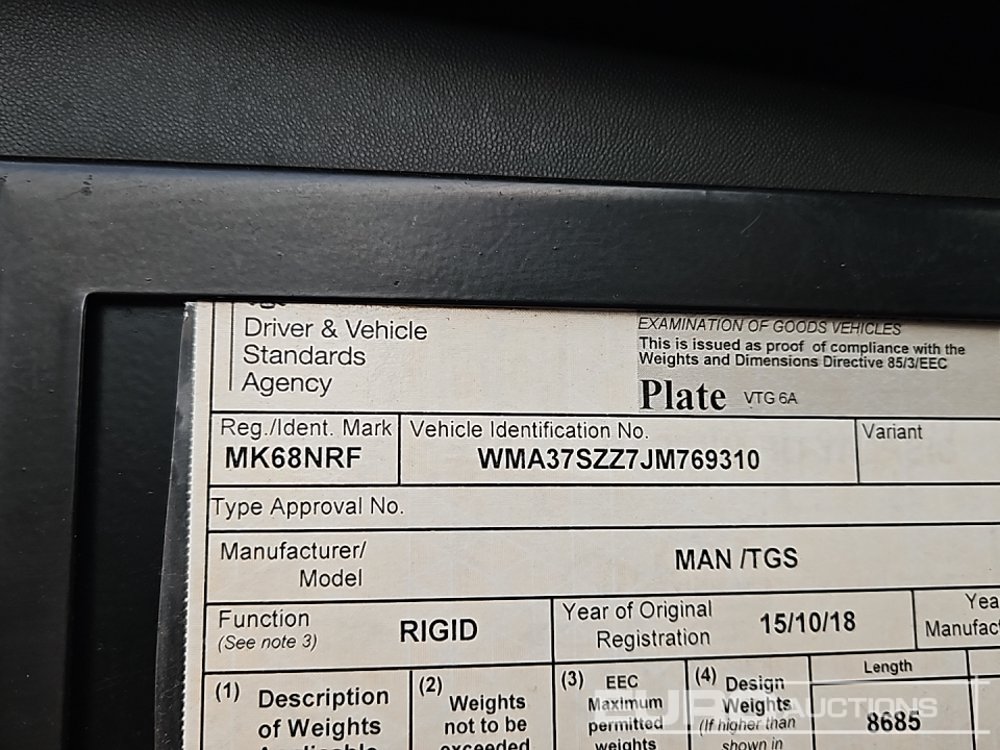 Driver & Vehicle
Standards
Agency
EXAMINATION OF GOODS VEHICLES
This is issued as proof of compliance with the
Weights and Dimensions Directive 85/3/EEC
Plate VTG 6A
Reg./Ident. Mark
MK68NRF
Vehicle Identification No.
WMA37SZZ7JM769310
Variant
Type Approval No.
Manufacturer/
Model
MAN /TGS
Function
(See note 3)
RIGID
Year of Original
Registration
15/10/18
Yea
Manufact
(1) Description
of Weights
(2) Weights
not to be
exceeded
(3) EEC
Maximum
permitted
weights
(4) Design
Weights
(If higher than
shown in
Length
8685
AUCTIONS